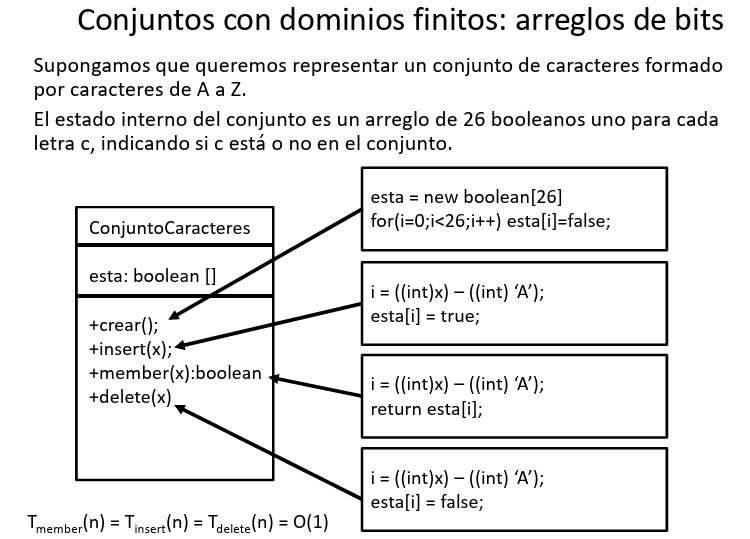 Conjuntos con dominios finitos: arreglos de bits
Supongamos que queremos representar un conjunto de caracteres formado
por caracteres de A a Z.
El estado interno del conjunto es un arreglo de 26 booleanos uno para cada
letra c, indicando si c está o no en el conjunto.
ConjuntoCaracteres
esta: boolean []
+crear();
+insert(x);
+member(x):boolean
+delete(x)
esta = new boolean[26]
for(i=0;i<26;i++) esta[i]=false;
i = ((int)x) – ((int) ‘A’);
esta[i] = true;
i = ((int)x) – ((int) ‘A’);
return esta[i];
i = ((int)x) – ((int) ‘A’);
esta[i] = false;
Tmember(n) = Tinsert(n) = Tdelete(n) = O(1)